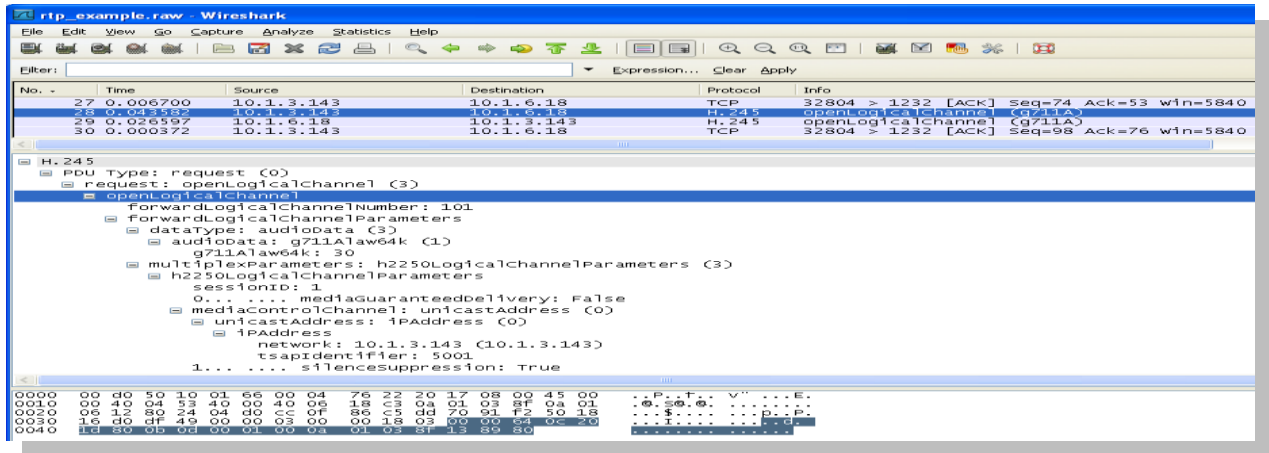 rtp_example.raw - Wireshark
File Edit View Go Capture Analyze Statistics Help
Filter: Expression... Clear Apply
No. - Time Source Destination Protocol Info
27 0.006700 10.1.3.143 10.1.6.18 TCP 32804 > 1232 [ACK] Seq=74 Ack=53 Win=5840
28 0.043582 10.1.3.143 10.1.6.18 H.245 openLogicalChannel (g711A)
29 0.026597 10.1.6.18 10.1.3.143 H.245 openLogicalChannel (g711A)
30 0.000372 10.1.3.143 10.1.6.18 TCP 32804 > 1232 [ACK] Seq=98 Ack=76 Win=5840
H.245
PDU Type: request (0)
request: openLogicalChannel (3)
openLogicalChannel
forwardLogicalChannelNumber: 101
forwardLogicalChannelParameters
dataType: audioData (3)
audioData: g711Alaw64k (1)
g711Alaw64k: 30
multiplexParameters: h2250LogicalChannelParameters (3)
h2250LogicalChannelParameters
sessionID: 1
0... .... mediaGuaranteedDelivery: False
mediaControlChannel: unicastAddress (0)
unicastAddress: iPAddress (0)
iPAddress
network: 10.1.3.143 (10.1.3.143)
tsapIdentifier: 5001
1... .... silenceSuppression: True
0000 00 d0 50 10 01 66 00 04 76 22 20 17 08 00 45 00 ..P..f.. v" ...E.
0010 00 40 04 53 40 00 40 06 18 c3 0a 01 03 8f 0a 01 .@.S@.@. ........
0020 06 12 80 24 04 d0 cc 0f 86 c5 dd 70 91 f2 50 18 ...$.... ...p..P.
0030 16 d0 df 49 00 00 03 00 00 18 03 00 00 64 0c 20 ...I.... .....d.
0040 1d 80 0b 0d 00 01 00 0a 01 03 8f 13 89 80 ........ ......